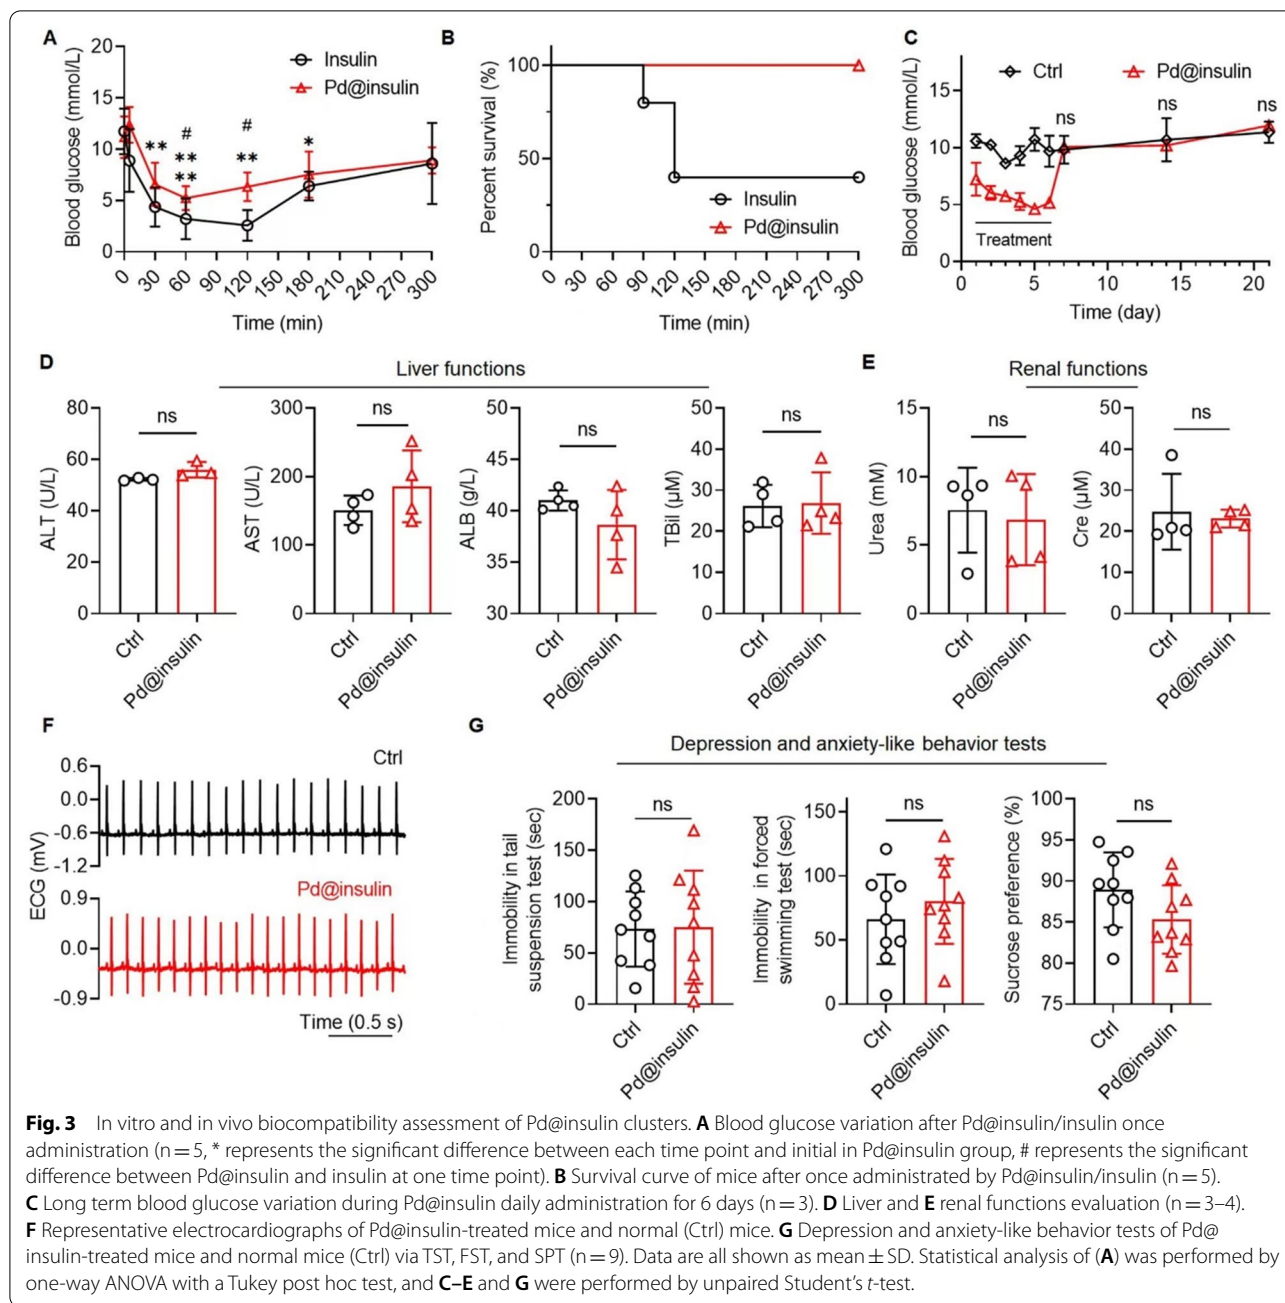 A
Blood glucose (mmol/L)
20
15
10
5
0
Insulin
Pd@insulin
**
#
**
**
#
**
*
0 30 60 90 120 150 180 210 240 270 300
Time (min)
B
Percent survival (%)
100
50
0
Insulin
Pd@insulin
0 30 60 90 120 150 180 210 240 270 300
Time (min)
C
Blood glucose (mmol/L)
15
10
5
0
Ctrl
Pd@insulin
ns
ns
ns
Treatment
0 5 10 15 20
Time (day)
D
Liver functions
ALT (U/L)
80
60
40
20
0
ns
Ctrl
Pd@insulin
AST (U/L)
300
200
100
0
ns
Ctrl
Pd@insulin
ALB (g/L)
45
40
35
30
ns
Ctrl
Pd@insulin
TBil (μM)
50
40
30
20
10
0
ns
Ctrl
Pd@insulin
E
Renal functions
Urea (mM)
15
10
5
0
ns
Ctrl
Pd@insulin
Cre (μM)
50
40
30
20
10
0
ns
Ctrl
Pd@insulin
F
ECG (mV)
Ctrl
0.6
0.0
-0.6
-1.2
Pd@insulin
0.9
0.0
-0.9
Time (0.5 s)
G
Depression and anxiety-like behavior tests
Immobility in tail
suspension test (sec)
200
150
100
50
0
ns
Ctrl
Pd@insulin
Immobility in forced
swimming test (sec)
150
100
50
0
ns
Ctrl
Pd@insulin
Sucrose preference (%)
100
95
90
85
80
75
ns
Ctrl
Pd@insulin
Fig. 3 In vitro and in vivo biocompatibility assessment of Pd@insulin clusters. A Blood glucose variation after Pd@insulin/insulin once
administration (n = 5, * represents the significant difference between each time point and initial in Pd@insulin group, # represents the significant
difference between Pd@insulin and insulin at one time point). B Survival curve of mice after once administrated by Pd@insulin/insulin (n = 5).
C Long term blood glucose variation during Pd@insulin daily administration for 6 days (n = 3). D Liver and E renal functions evaluation (n = 3–4).
F Representative electrocardiographs of Pd@insulin-treated mice and normal (Ctrl) mice. G Depression and anxiety-like behavior tests of Pd@
insulin-treated mice and normal mice (Ctrl) via TST, FST, and SPT (n = 9). Data are all shown as mean ± SD. Statistical analysis of (A) was performed by
one-way ANOVA with a Tukey post hoc test, and C–E and G were performed by unpaired Student's t-test.